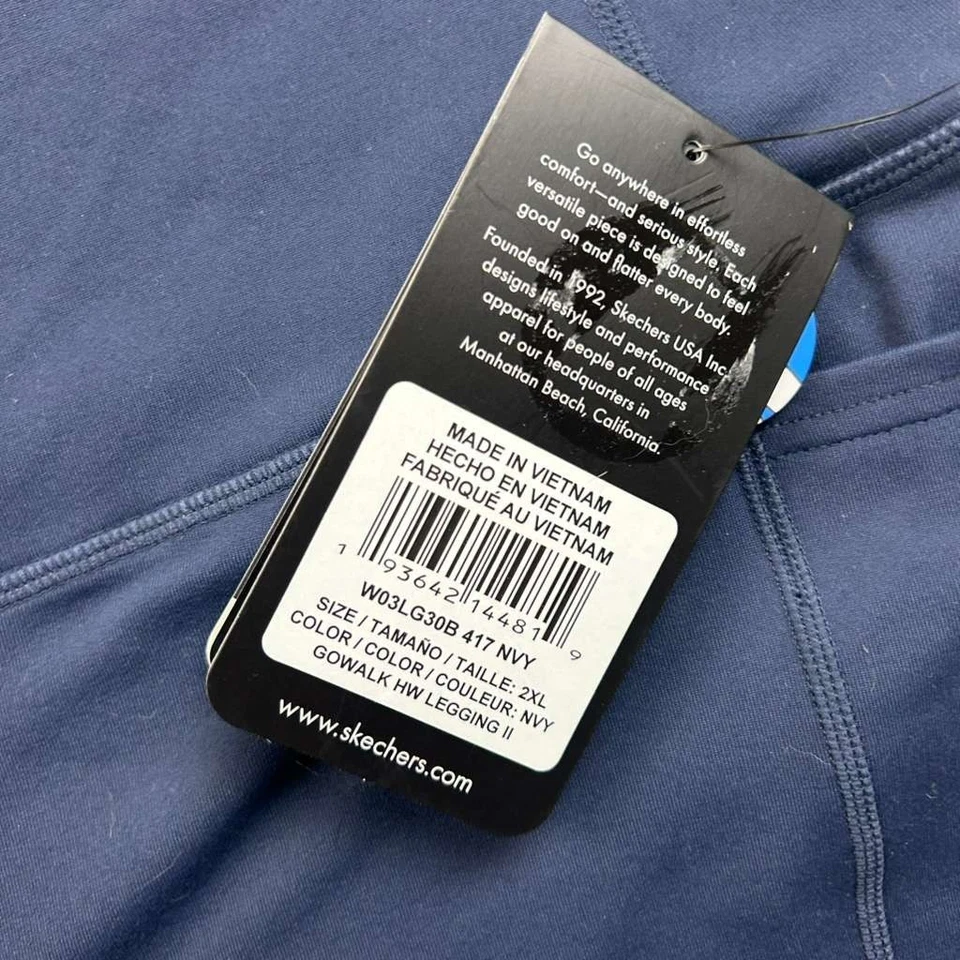 Go anywhere in effortless
comfort—and serious style. Each
versatile piece is designed to feel
good on and flatter every body.
Founded in 1992, Skechers USA Inc.
designs lifestyle and performance
apparel for people of all ages
at our headquarters in
Manhattan Beach, California.
MADE IN VIETNAM
HECHO EN VIETNAM
FABRIQUÉ AU VIETNAM
1 93642 14481 9
W03LG30B 417 NVY
SIZE / TAMAÑO / TAILLE: 2XL
COLOR / COLOR / COULEUR: NVY
GOWALK HW LEGGING II
www.skechers.com